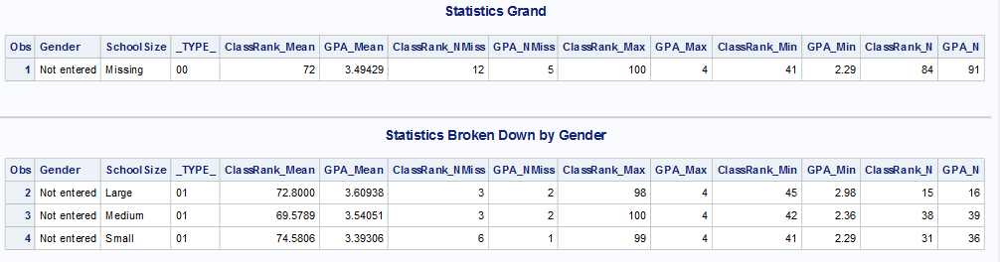 Statistics Grand
Obs Gender SchoolSize _TYPE_ ClassRank_Mean GPA_Mean ClassRank_NMiss GPA_NMiss ClassRank_Max GPA_Max ClassRank_Min GPA_Min ClassRank_N GPA_N
1 Not entered Missing 00 72 3.49429 12 5 100 4 41 2.29 84 91
Statistics Broken Down by Gender
Obs Gender SchoolSize _TYPE_ ClassRank_Mean GPA_Mean ClassRank_NMiss GPA_NMiss ClassRank_Max GPA_Max ClassRank_Min GPA_Min ClassRank_N GPA_N
2 Not entered Large 01 72.8000 3.60938 3 2 98 4 45 2.98 15 16
3 Not entered Medium 01 69.5789 3.54051 3 2 100 4 42 2.36 38 39
4 Not entered Small 01 74.5806 3.39306 6 1 99 4 41 2.29 31 36